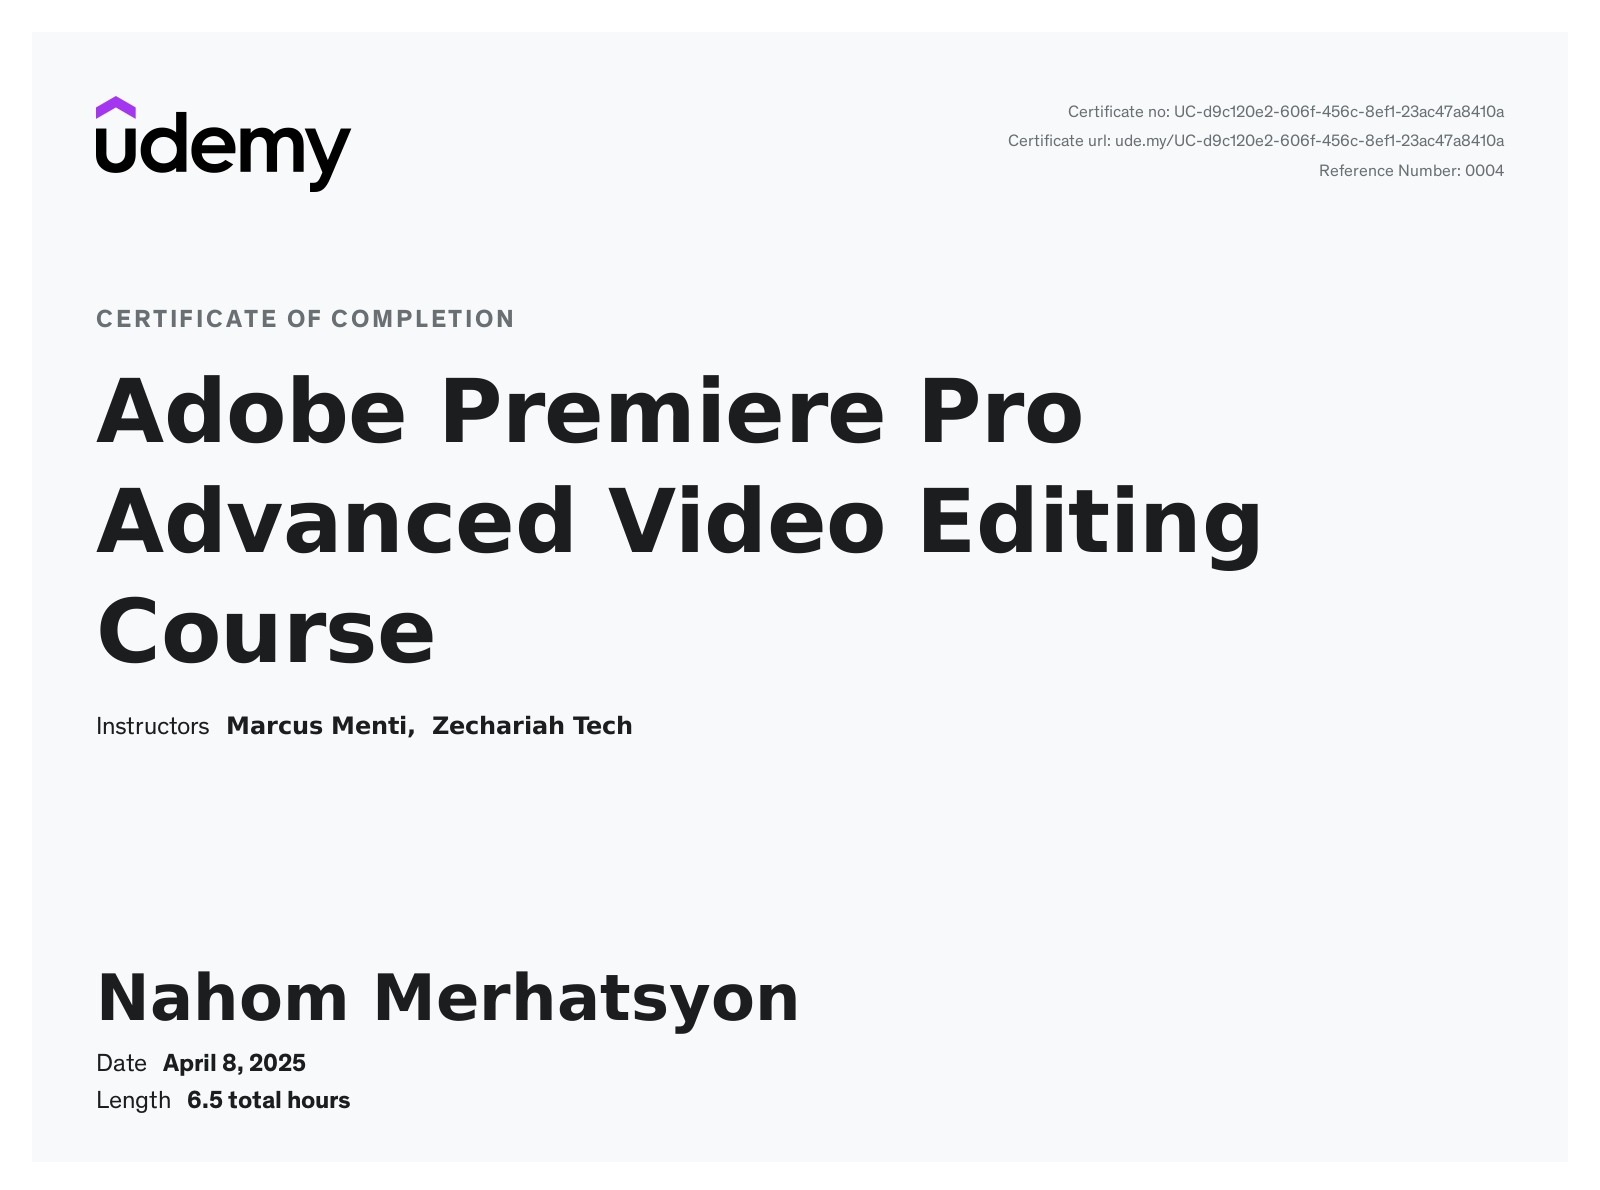 udemy
Certificate no: UC-d9c120e2-606f-456c-8ef1-23ac47a8410a
Certificate url: ude.my/UC-d9c120e2-606f-456c-8ef1-23ac47a8410a
Reference Number: 0004
CERTIFICATE OF COMPLETION
Adobe Premiere Pro
Advanced Video Editing
Course
Instructors Marcus Menti, Zechariah Tech
Nahom Merhatsyon
Date April 8, 2025
Length 6.5 total hours